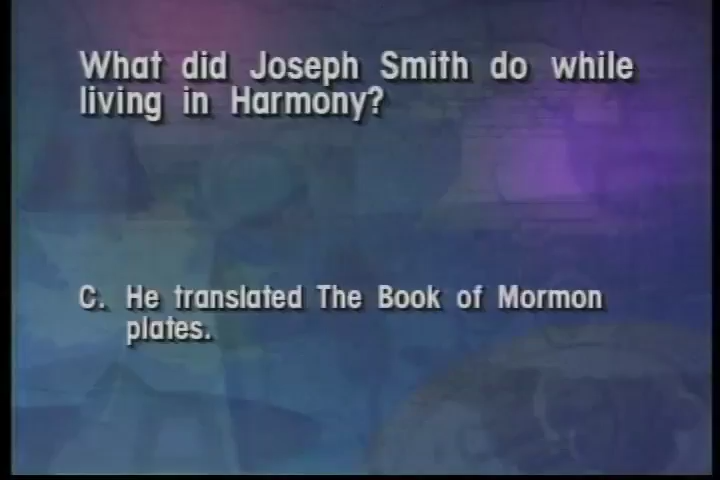 What did Joseph Smith do while
living in Harmony?
C. He translated The Book of Mormon
plates.